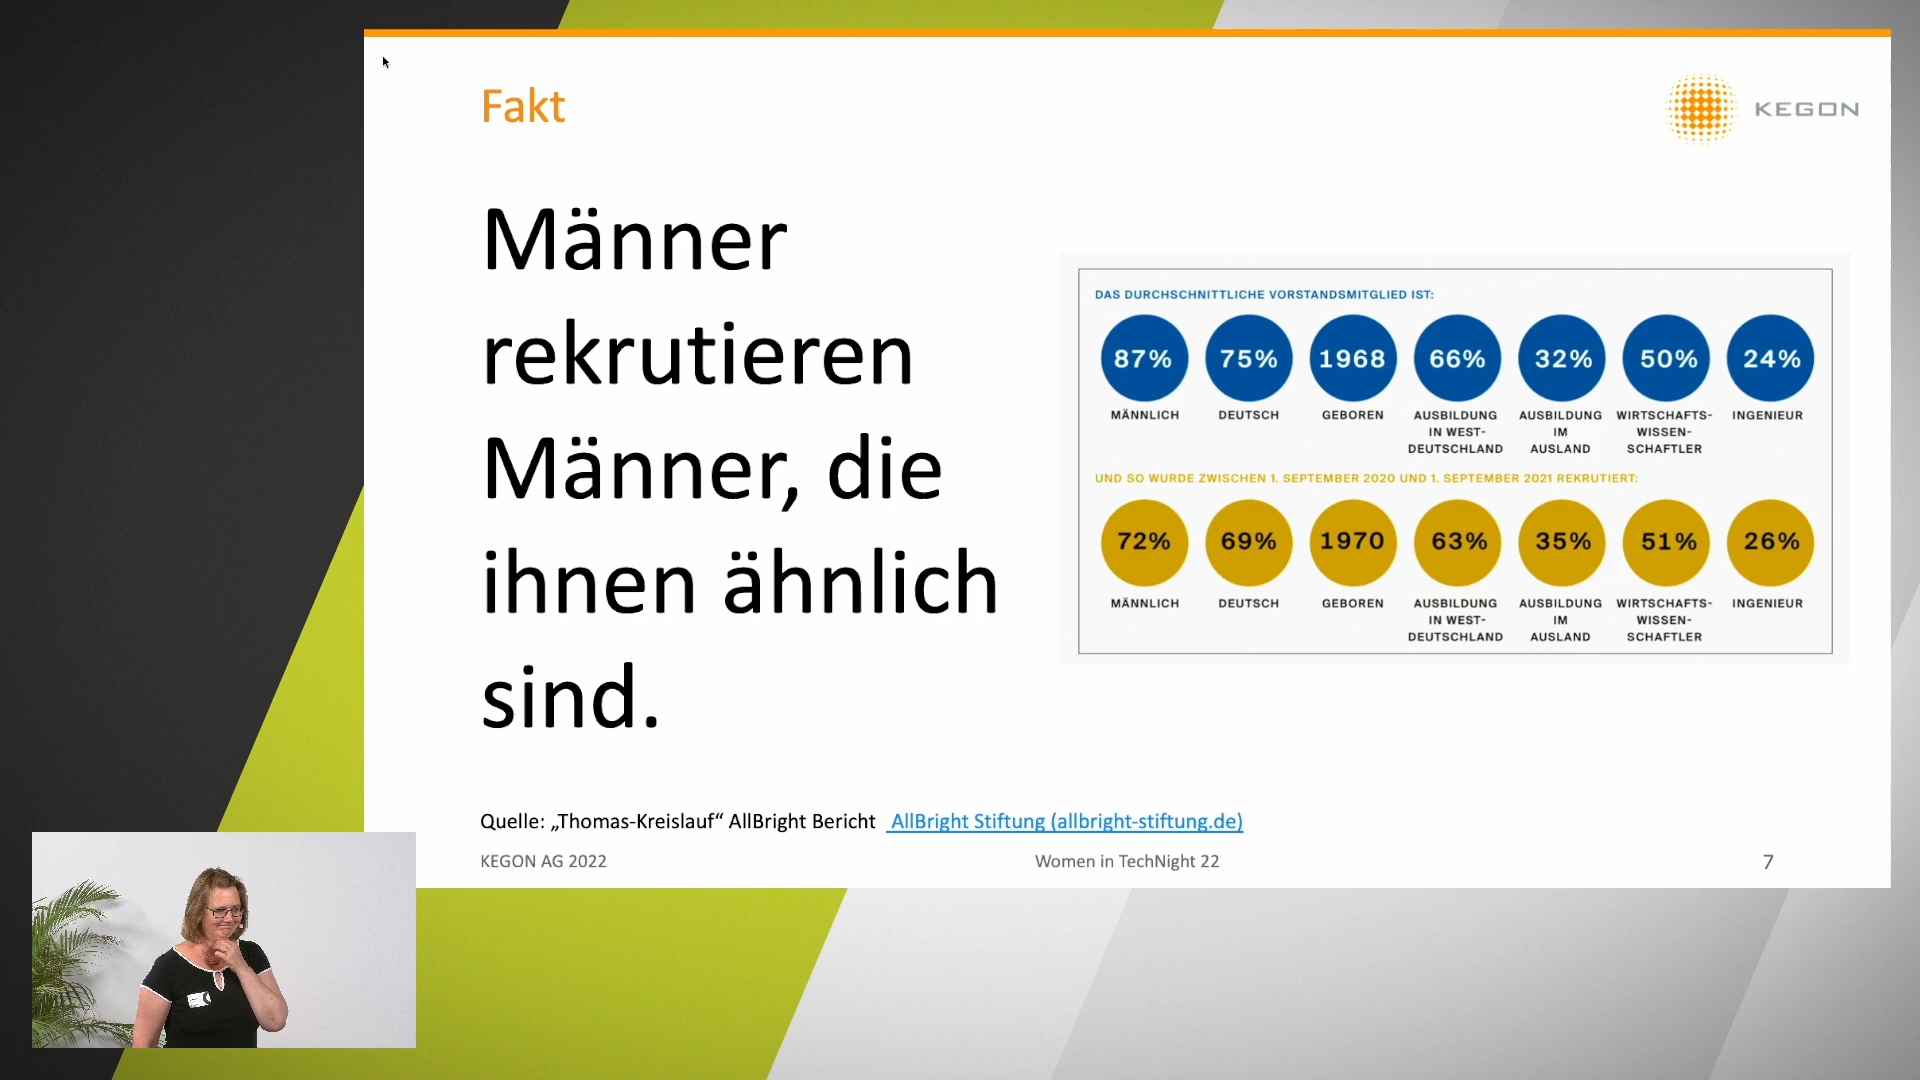 Fakt
KEGON
Männer
rekrutieren
Männer, die
ihnen ähnlich
sind.
DAS DURCHSCHNITTLICHE VORSTANDSMITGLIED IST:
87% 75% 1968 66% 32% 50% 24%
MÄNNLICH DEUTSCH GEBOREN AUSBILDUNG AUSBILDUNG WIRTSCHAFTS- INGENIEUR
IN WEST- IM WISSEN-
DEUTSCHLAND AUSLAND SCHAFTLER
UND SO WURDE ZWISCHEN 1. SEPTEMBER 2020 UND 1. SEPTEMBER 2021 REKRUTIERT:
72% 69% 1970 63% 35% 51% 26%
MÄNNLICH DEUTSCH GEBOREN AUSBILDUNG AUSBILDUNG WIRTSCHAFTS- INGENIEUR
IN WEST- IM WISSEN-
DEUTSCHLAND AUSLAND SCHAFTLER
Quelle: „Thomas-Kreislauf“ AllBright Bericht AllBright Stiftung (allbright-stiftung.de)
KEGON AG 2022 Women in TechNight 22 7